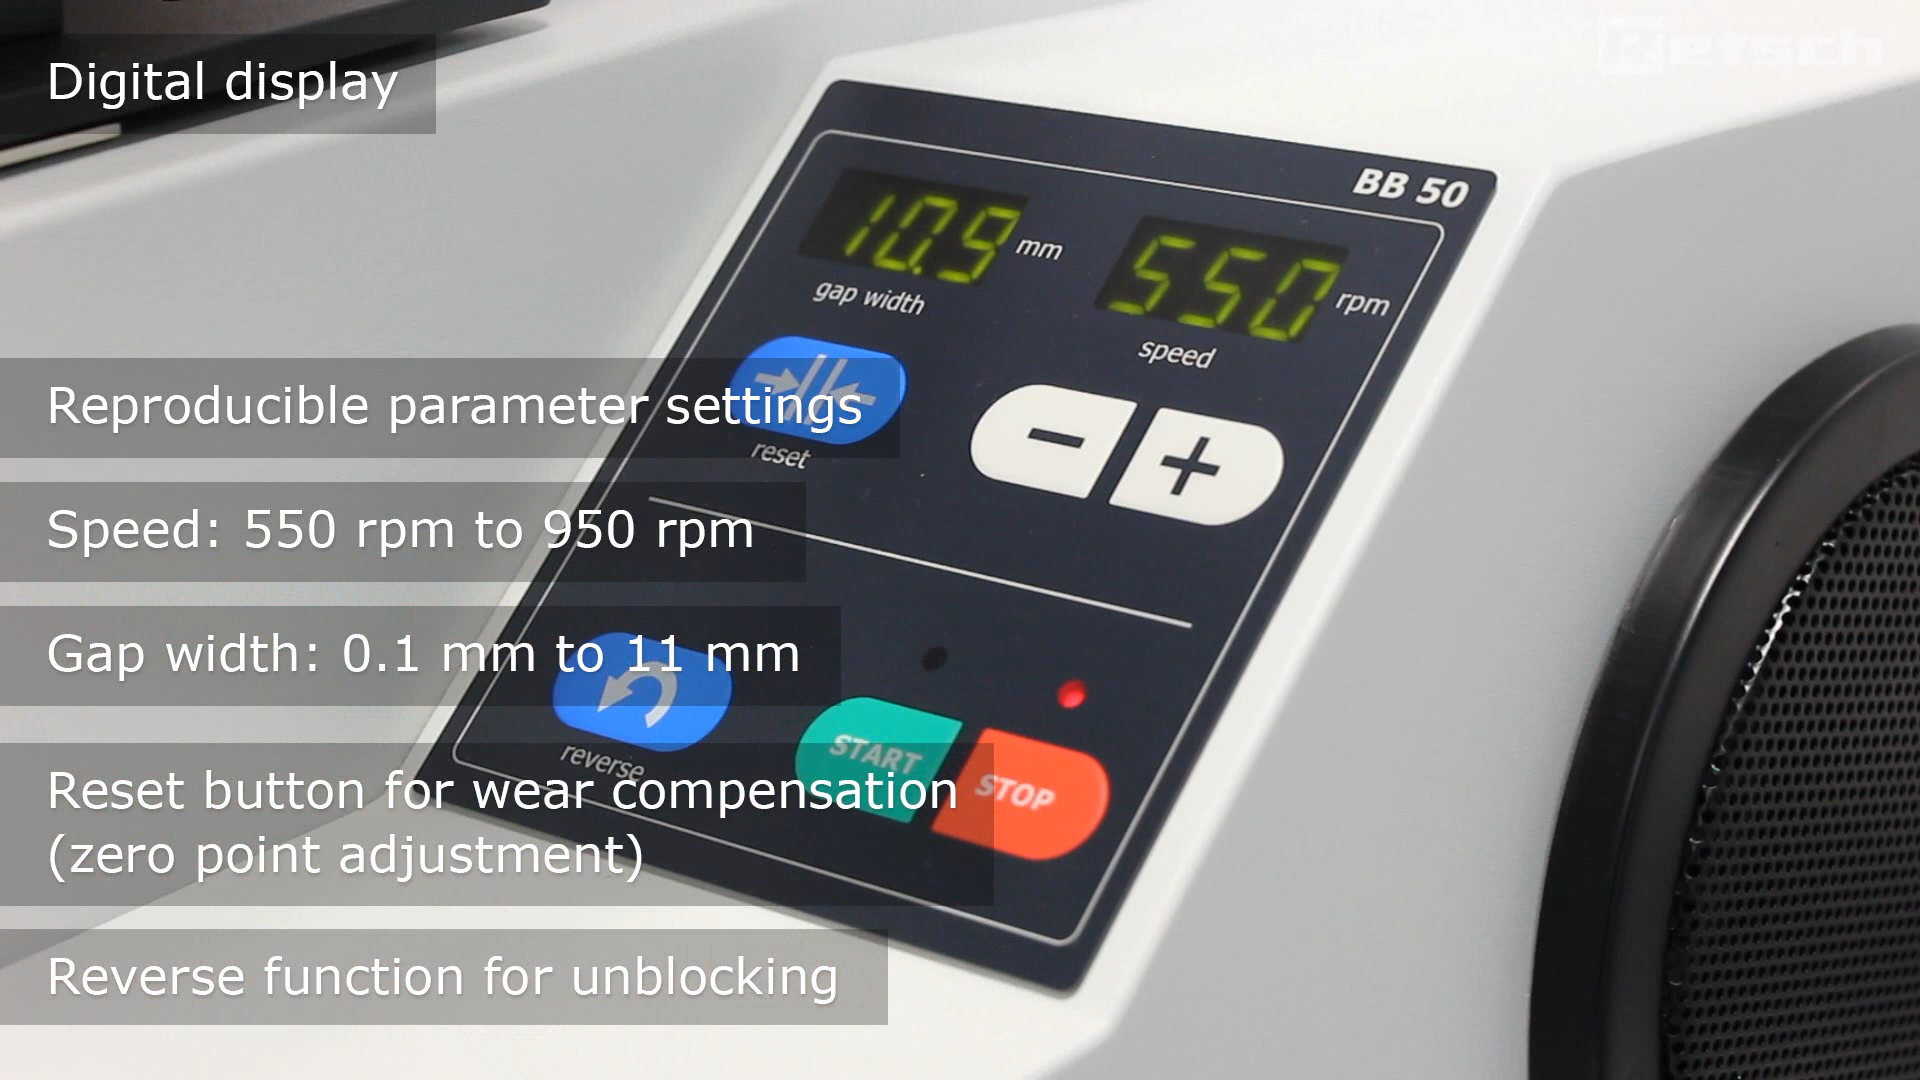 Digital display
Retsch
BB 50
10.9 mm
550 rpm
gap width
speed
Reproducible parameter settings
reset
- +
Speed: 550 rpm to 950 rpm
Gap width: 0.1 mm to 11 mm
reverse
START
STOP
Reset button for wear compensation
(zero point adjustment)
Reverse function for unblocking